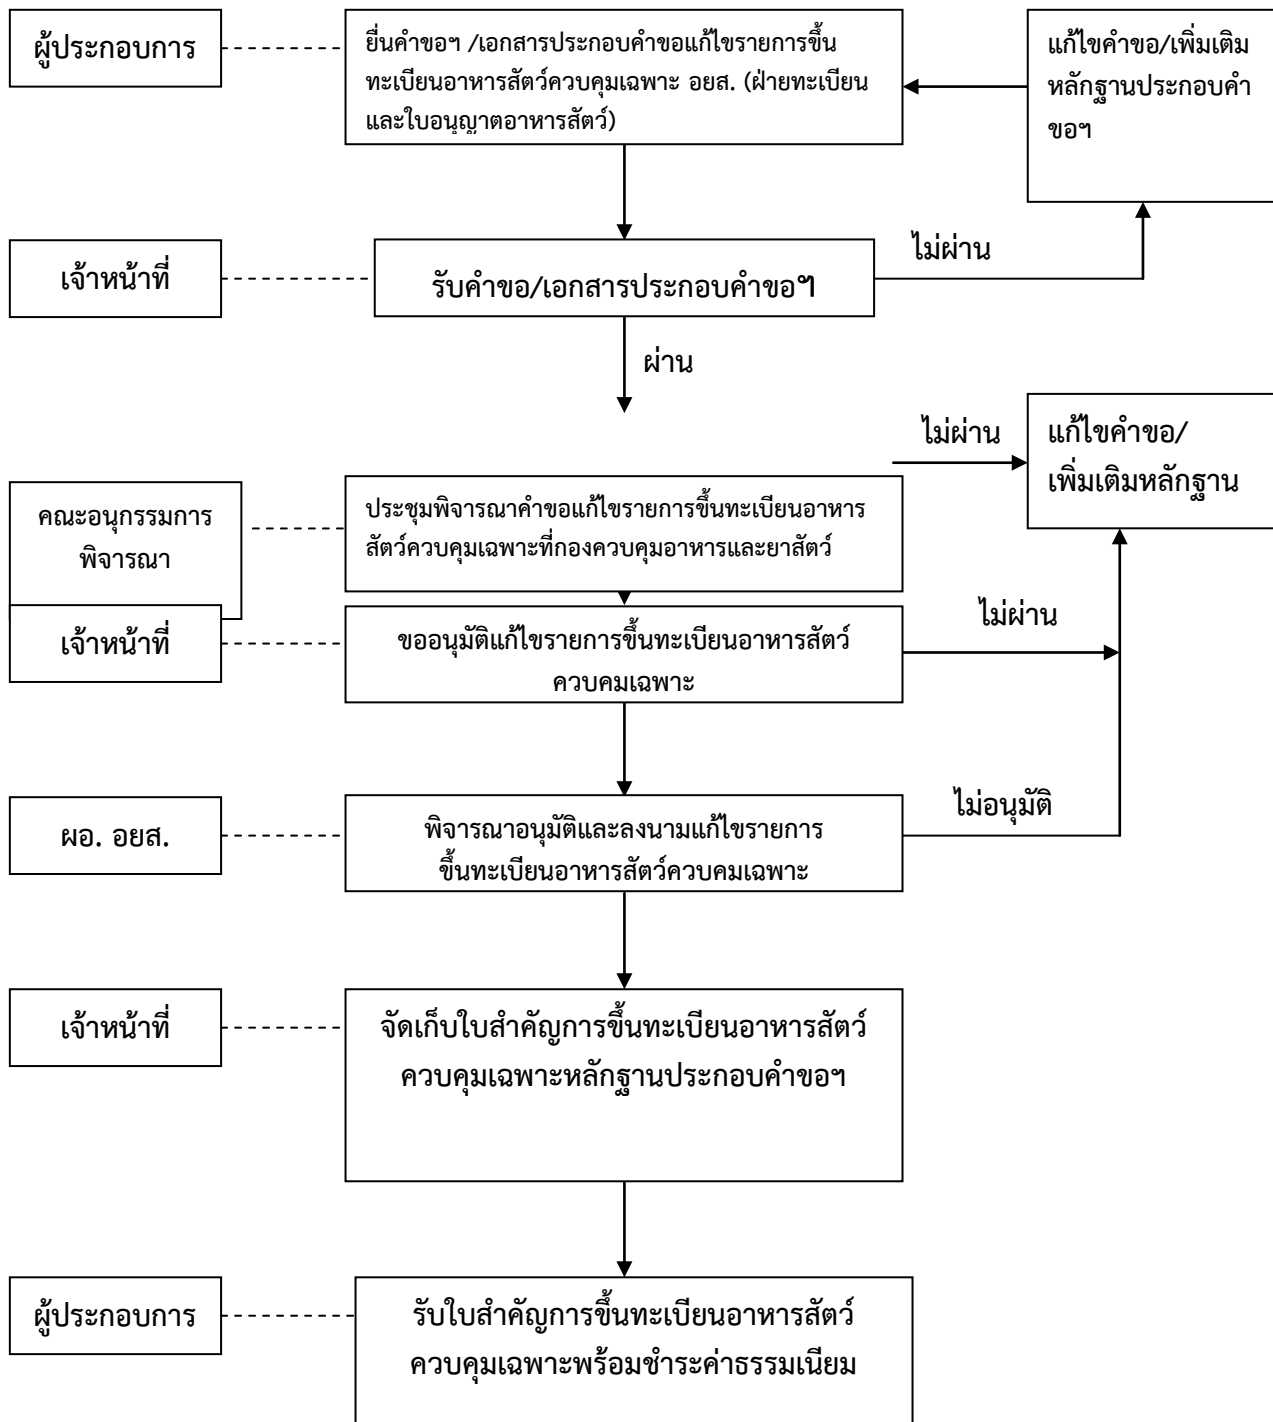 ผู้ประกอบการ
ยื่นคำขอฯ /เอกสารประกอบคำขอแก้ไขรายการขึ้น
ทะเบียนอาหารสัตว์ควบคุมเฉพาะ อยส. (ฝ่ายทะเบียน
และใบอนุญาตอาหารสัตว์)
แก้ไขคำขอ/เพิ่มเติม
หลักฐานประกอบคำ
ขอฯ
เจ้าหน้าที่
รับคำขอ/เอกสารประกอบคำขอฯ
ไม่ผ่าน
ผ่าน
ไม่ผ่าน
แก้ไขคำขอ/
เพิ่มเติมหลักฐาน
คณะอนุกรรมการ
พิจารณา
ประชุมพิจารณาคำขอแก้ไขรายการขึ้นทะเบียนอาหาร
สัตว์ควบคุมเฉพาะที่กองควบคุมอาหารและยาสัตว์
เจ้าหน้าที่
ขออนุมัติแก้ไขรายการขึ้นทะเบียนอาหารสัตว์
ควบคุมเฉพาะ
ไม่ผ่าน
ผอ. อยส.
พิจารณาอนุมัติและลงนามแก้ไขรายการ
ขึ้นทะเบียนอาหารสัตว์ควบคุมเฉพาะ
ไม่อนุมัติ
เจ้าหน้าที่
จัดเก็บใบสำคัญการขึ้นทะเบียนอาหารสัตว์
ควบคุมเฉพาะหลักฐานประกอบคำขอฯ
ผู้ประกอบการ
รับใบสำคัญการขึ้นทะเบียนอาหารสัตว์
ควบคุมเฉพาะพร้อมชำระค่าธรรมเนียม